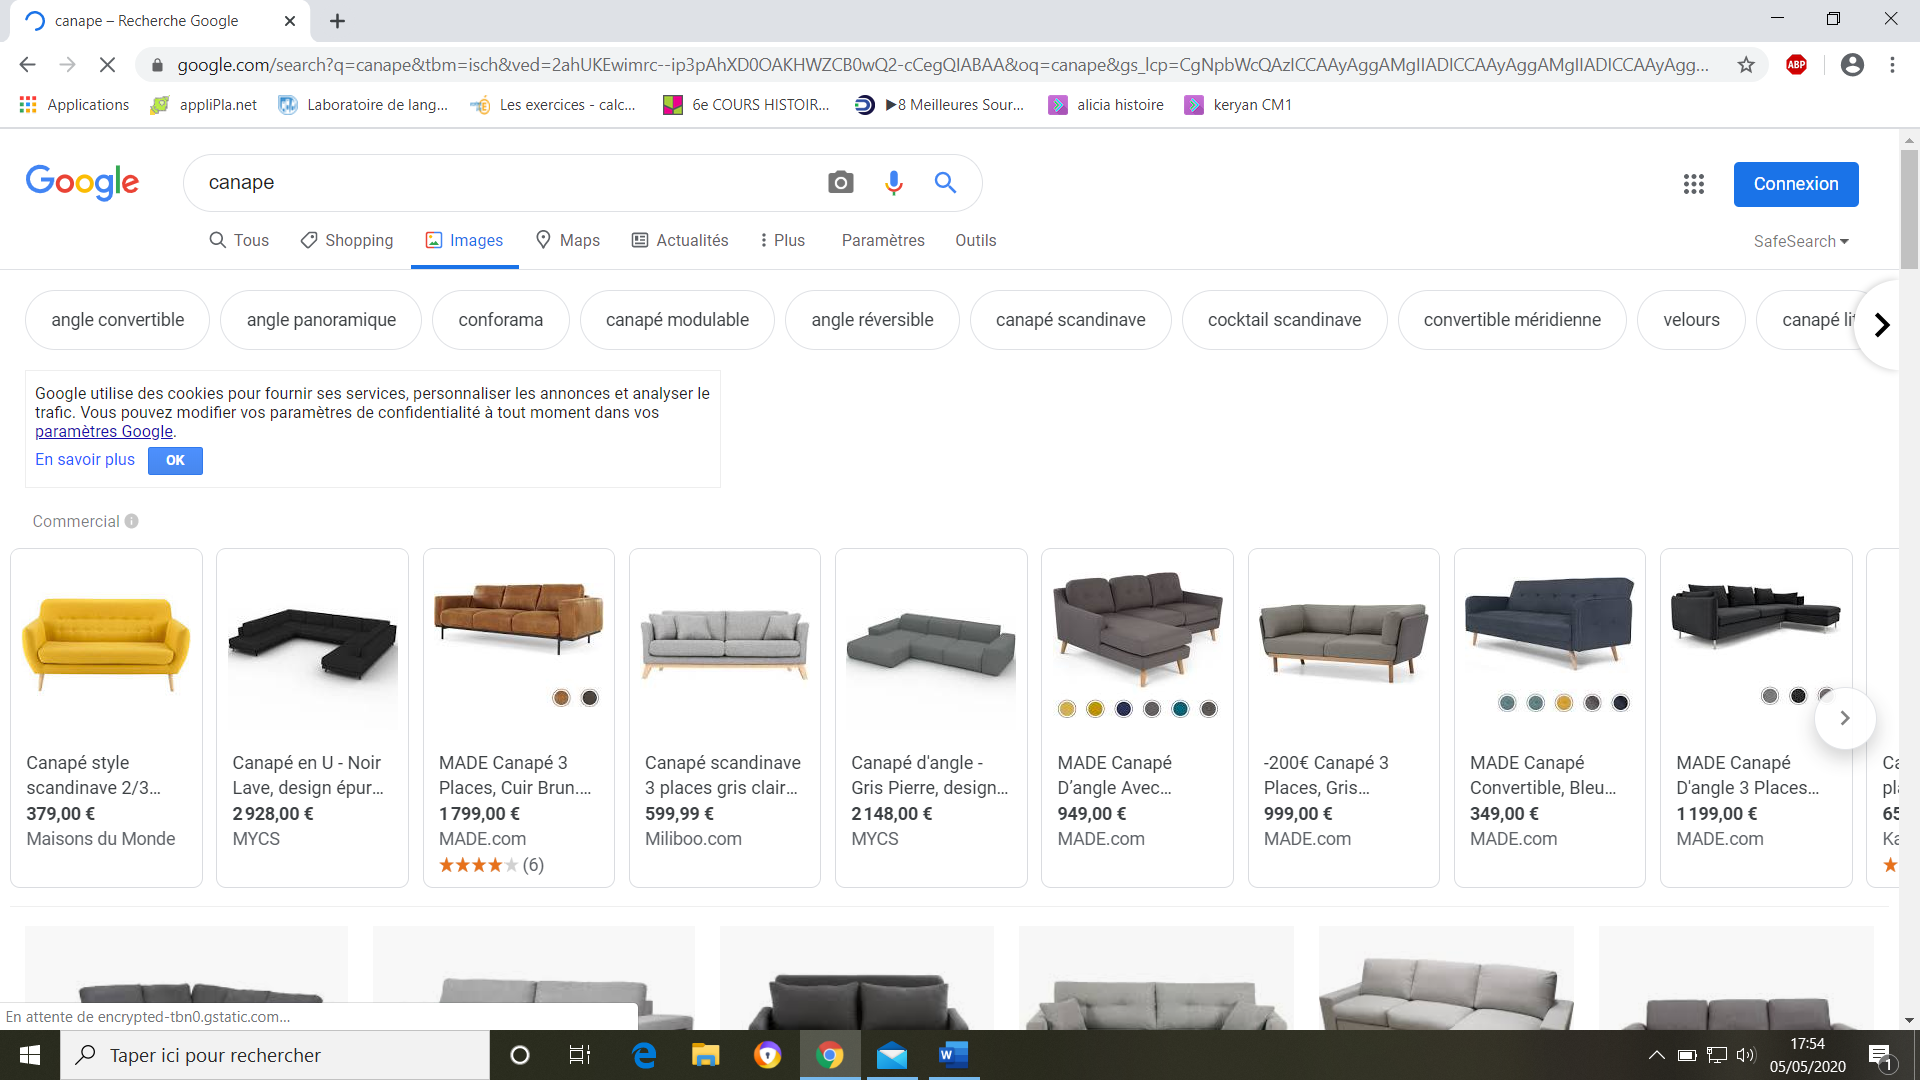 canape – Recherche Google
google.com/search?q=canape&tbm=isch&ved=2ahUKEwimrc--ip3pAhXD0OAKHWZCB0wQ2-cCegQIABAA&oq=canape&gs_lcp=CgNpbWcQAzICCAAyAggAMgIIADICCAAyAggAMgIIADICCAAyAgg...
ABP
Applications
appliPla.net
Laboratoire de lang...
Les exercices - calc...
6e COURS HISTOIR...
▶8 Meilleures Sour...
alicia histoire
keryan CM1
Google
canape
Connexion
Tous
Shopping
Images
Maps
Actualités
Plus
Paramètres
Outils
SafeSearch
angle convertible
angle panoramique
conforama
canapé modulable
angle réversible
canapé scandinave
cocktail scandinave
convertible méridienne
velours
canapé lit
Google utilise des cookies pour fournir ses services, personnaliser les annonces et analyser le
trafic. Vous pouvez modifier vos paramètres de confidentialité à tout moment dans vos
paramètres Google.
En savoir plus
OK
Commercial
Canapé style
scandinave 2/3...
379,00 €
Maisons du Monde
Canapé en U - Noir
Lave, design épur...
2 928,00 €
MYCS
MADE Canapé 3
Places, Cuir Brun....
1 799,00 €
MADE.com
(6)
Canapé scandinave
3 places gris clair...
599,99 €
Miliboo.com
Canapé d'angle -
Gris Pierre, design...
2 148,00 €
MYCS
MADE Canapé
D’angle Avec...
949,00 €
MADE.com
-200€ Canapé 3
Places, Gris...
999,00 €
MADE.com
MADE Canapé
Convertible, Bleu...
349,00 €
MADE.com
MADE Canapé
D'angle 3 Places...
1 199,00 €
MADE.com
En attente de encrypted-tbn0.gstatic.com...
Taper ici pour rechercher
17:54
05/05/2020
1